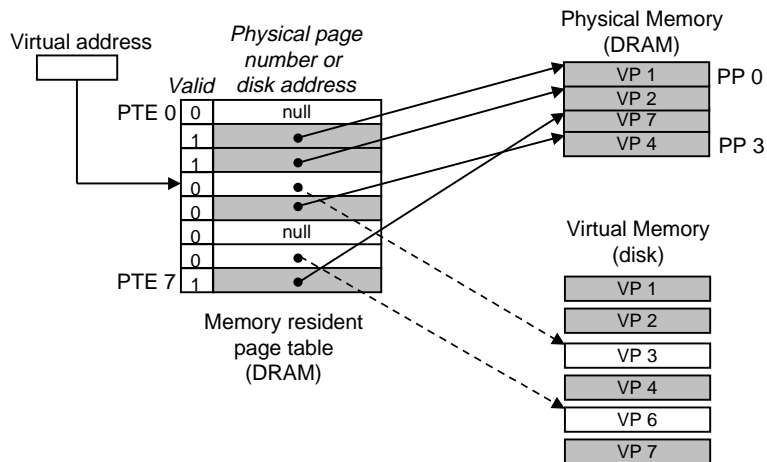 Virtual address
Physical page
number or
disk address
Valid
PTE 0
0
null
1
1
0
0
0
null
0
PTE 7
1
Memory resident
page table
(DRAM)
Physical Memory
(DRAM)
VP 1
PP 0
VP 2
VP 7
VP 4
PP 3
Virtual Memory
(disk)
VP 1
VP 2
VP 3
VP 4
VP 6
VP 7